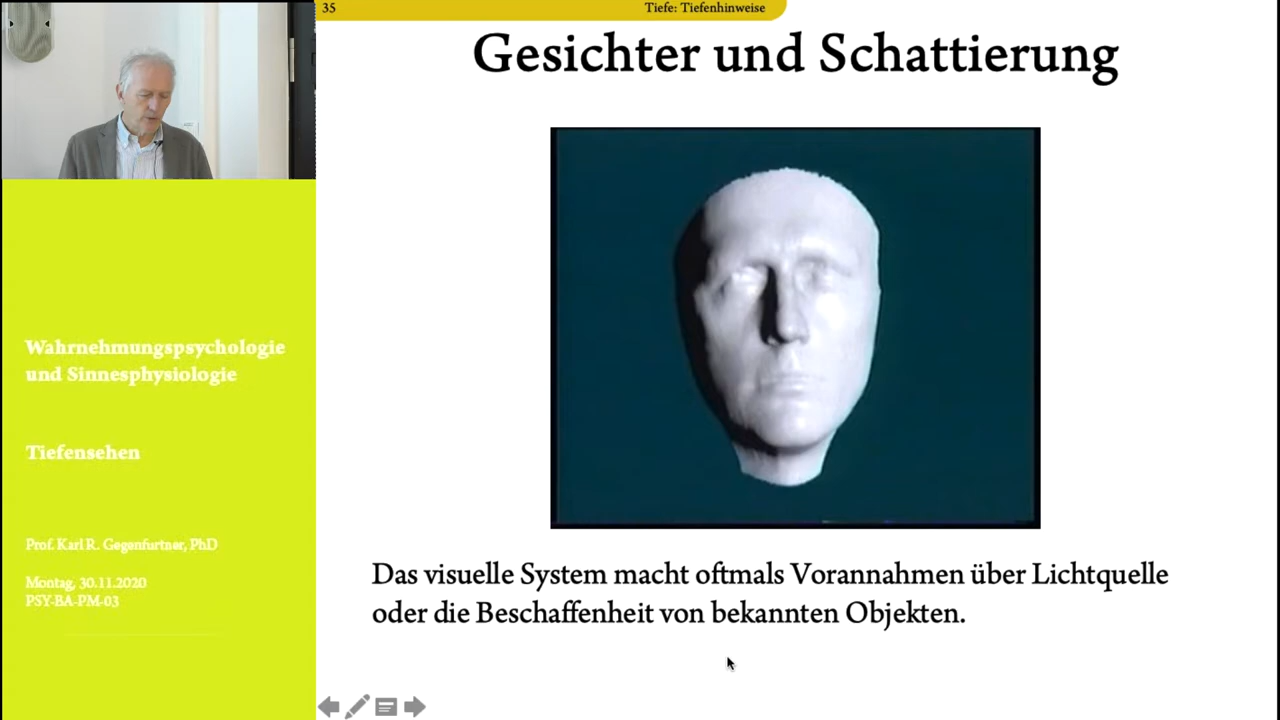 35
Tiefe: Tiefenhinweise
Gesichter und Schattierung
Wahrnehmungspsychologie
und Sinnesphysiologie
Tiefensehen
Prof. Karl R. Gegenfurtner, PhD
Montag, 30.11.2020
PSY-BA-PM-03
Das visuelle System macht oftmals Vorannahmen über Lichtquelle
oder die Beschaffenheit von bekannten Objekten.